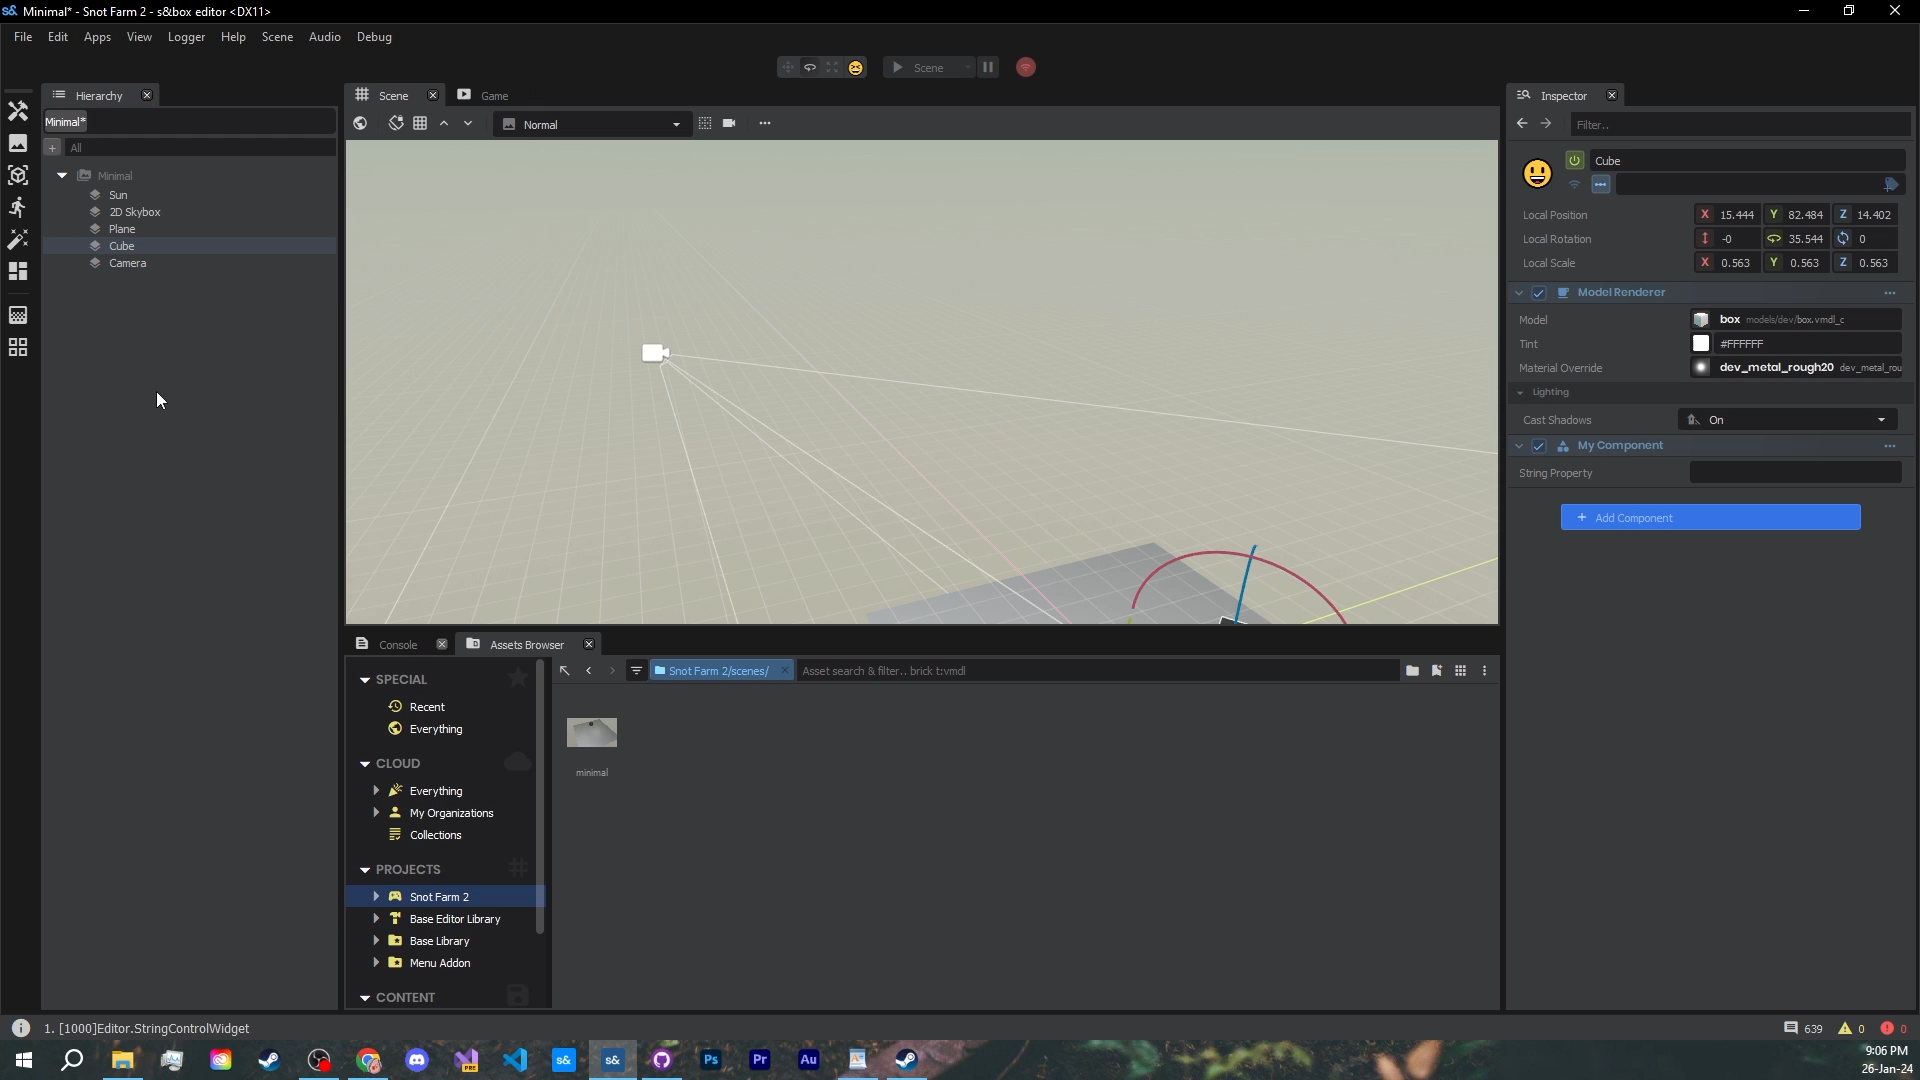 s& Minimal* - Snot Farm 2 - s&box editor <DX11>
File Edit Apps View Logger Help Scene Audio Debug
Scene
Hierarchy
Minimal*
+ All
Minimal
Sun
2D Skybox
Plane
Cube
Camera
Scene Game
Normal
Inspector
Filter..
Cube
Local Position X 15.444 Y 82.484 Z 14.402
Local Rotation -0 35.544 0
Local Scale X 0.563 Y 0.563 Z 0.563
Model Renderer
Model box models/dev/box.vmdl_c
Tint #FFFFFF
Material Override dev_metal_rough20 dev_metal_rou
Lighting
Cast Shadows On
My Component
String Property
+ Add Component
Console Assets Browser
SPECIAL
Recent
Everything
CLOUD
Everything
My Organizations
Collections
PROJECTS
Snot Farm 2
Base Editor Library
Base Library
Menu Addon
CONTENT
Snot Farm 2/scenes/ Asset search & filter.. brick t:vmdl
minimal
1. [1000]Editor.StringControlWidget
639 0 0
PRE s& s& Ps Pr Au
9:06 PM
26-Jan-24